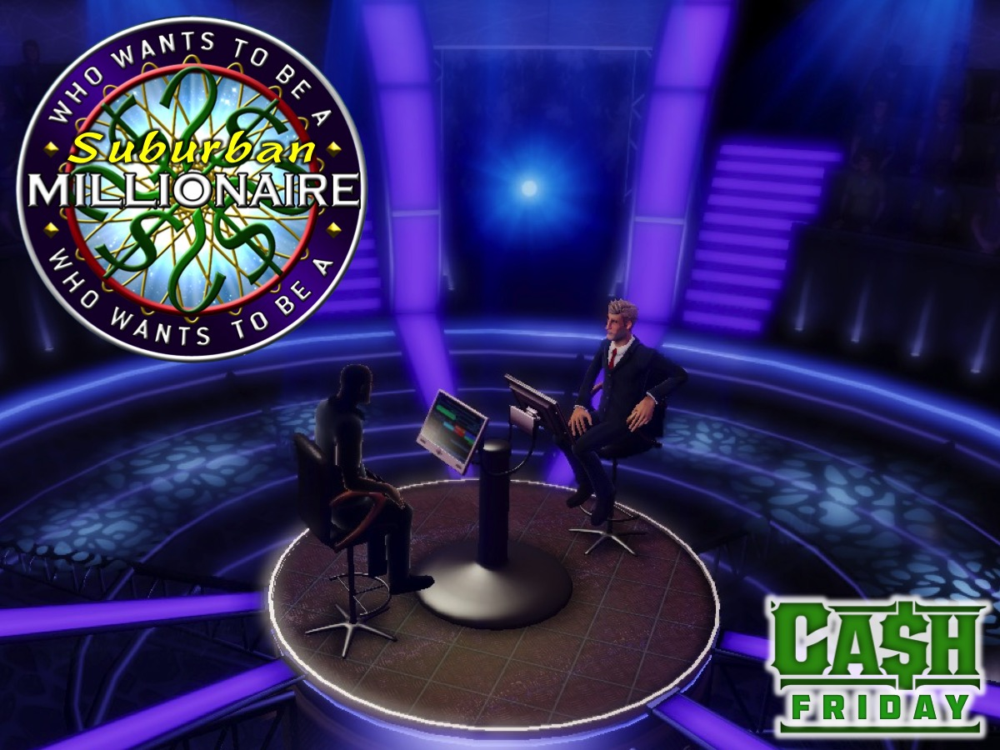 WHO WANTS TO BE A
Suburban
MILLIONAIRE
WHO WANTS TO BE A
CA$H
FRIDAY